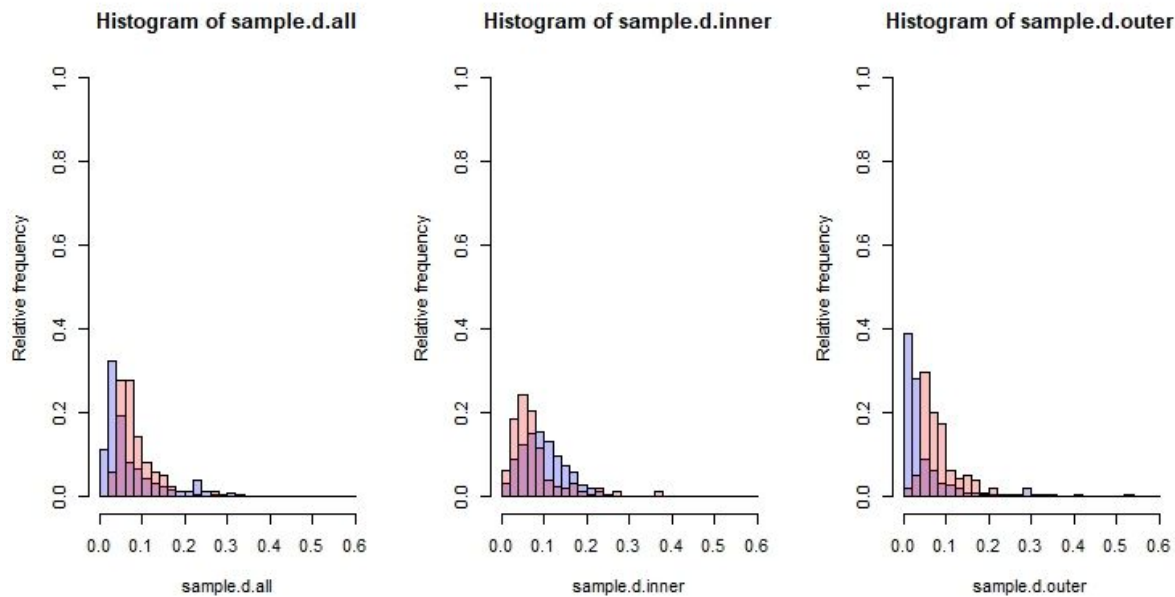 Histogram of sample.d.all
Relative frequency
1.0
0.8
0.6
0.4
0.2
0.0
0.0 0.1 0.2 0.3 0.4 0.5 0.6
sample.d.all
Histogram of sample.d.inner
Relative frequency
1.0
0.8
0.6
0.4
0.2
0.0
0.0 0.1 0.2 0.3 0.4 0.5 0.6
sample.d.inner
Histogram of sample.d.outer
Relative frequency
1.0
0.8
0.6
0.4
0.2
0.0
0.0 0.1 0.2 0.3 0.4 0.5 0.6
sample.d.outer